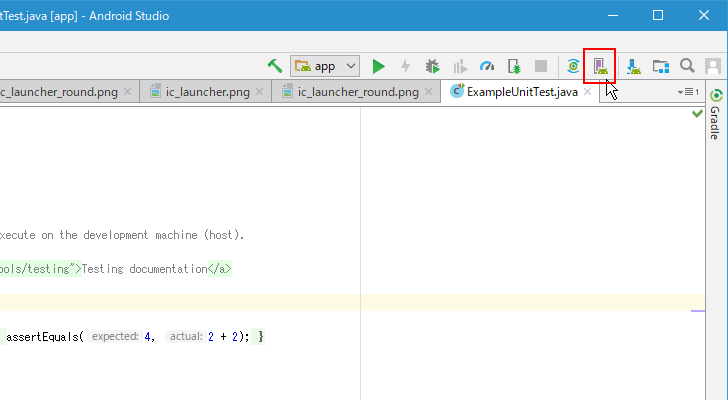 tTest.java [app] - Android Studio
app
ic_launcher_round.png
ic_launcher.png
ic_launcher_round.png
ExampleUnitTest.java
1
Gradle
xecute on the development machine (host).
ools/testing">Testing documentation</a>
assertEquals( expected: 4, actual: 2 + 2); }